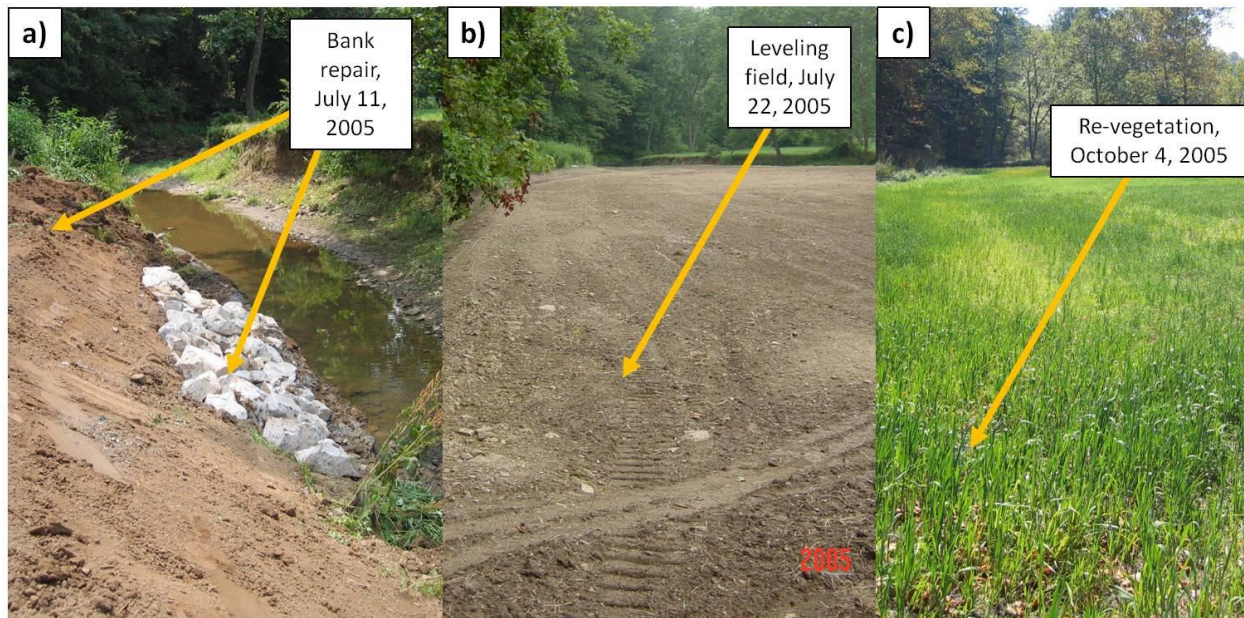 a)
Bank
repair,
July 11,
2005
b)
Leveling
field, July
22, 2005
2005
c)
Re-vegetation,
October 4, 2005